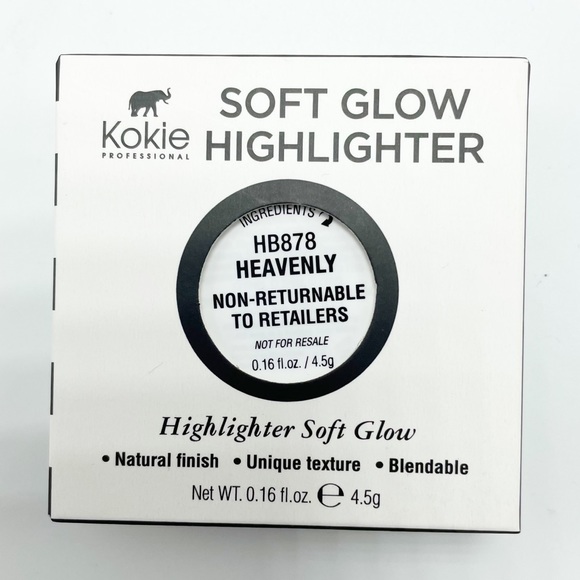 Kokie
PROFESSIONAL
SOFT GLOW
HIGHLIGHTER
INGREDIENTS
HB878
HEAVENLY
NON-RETURNABLE
TO RETAILERS
NOT FOR RESALE
0.16 fl.oz. / 4.5g
Highlighter Soft Glow
• Natural finish • Unique texture • Blendable
Net WT. 0.16 fl.oz. ℮ 4.5g